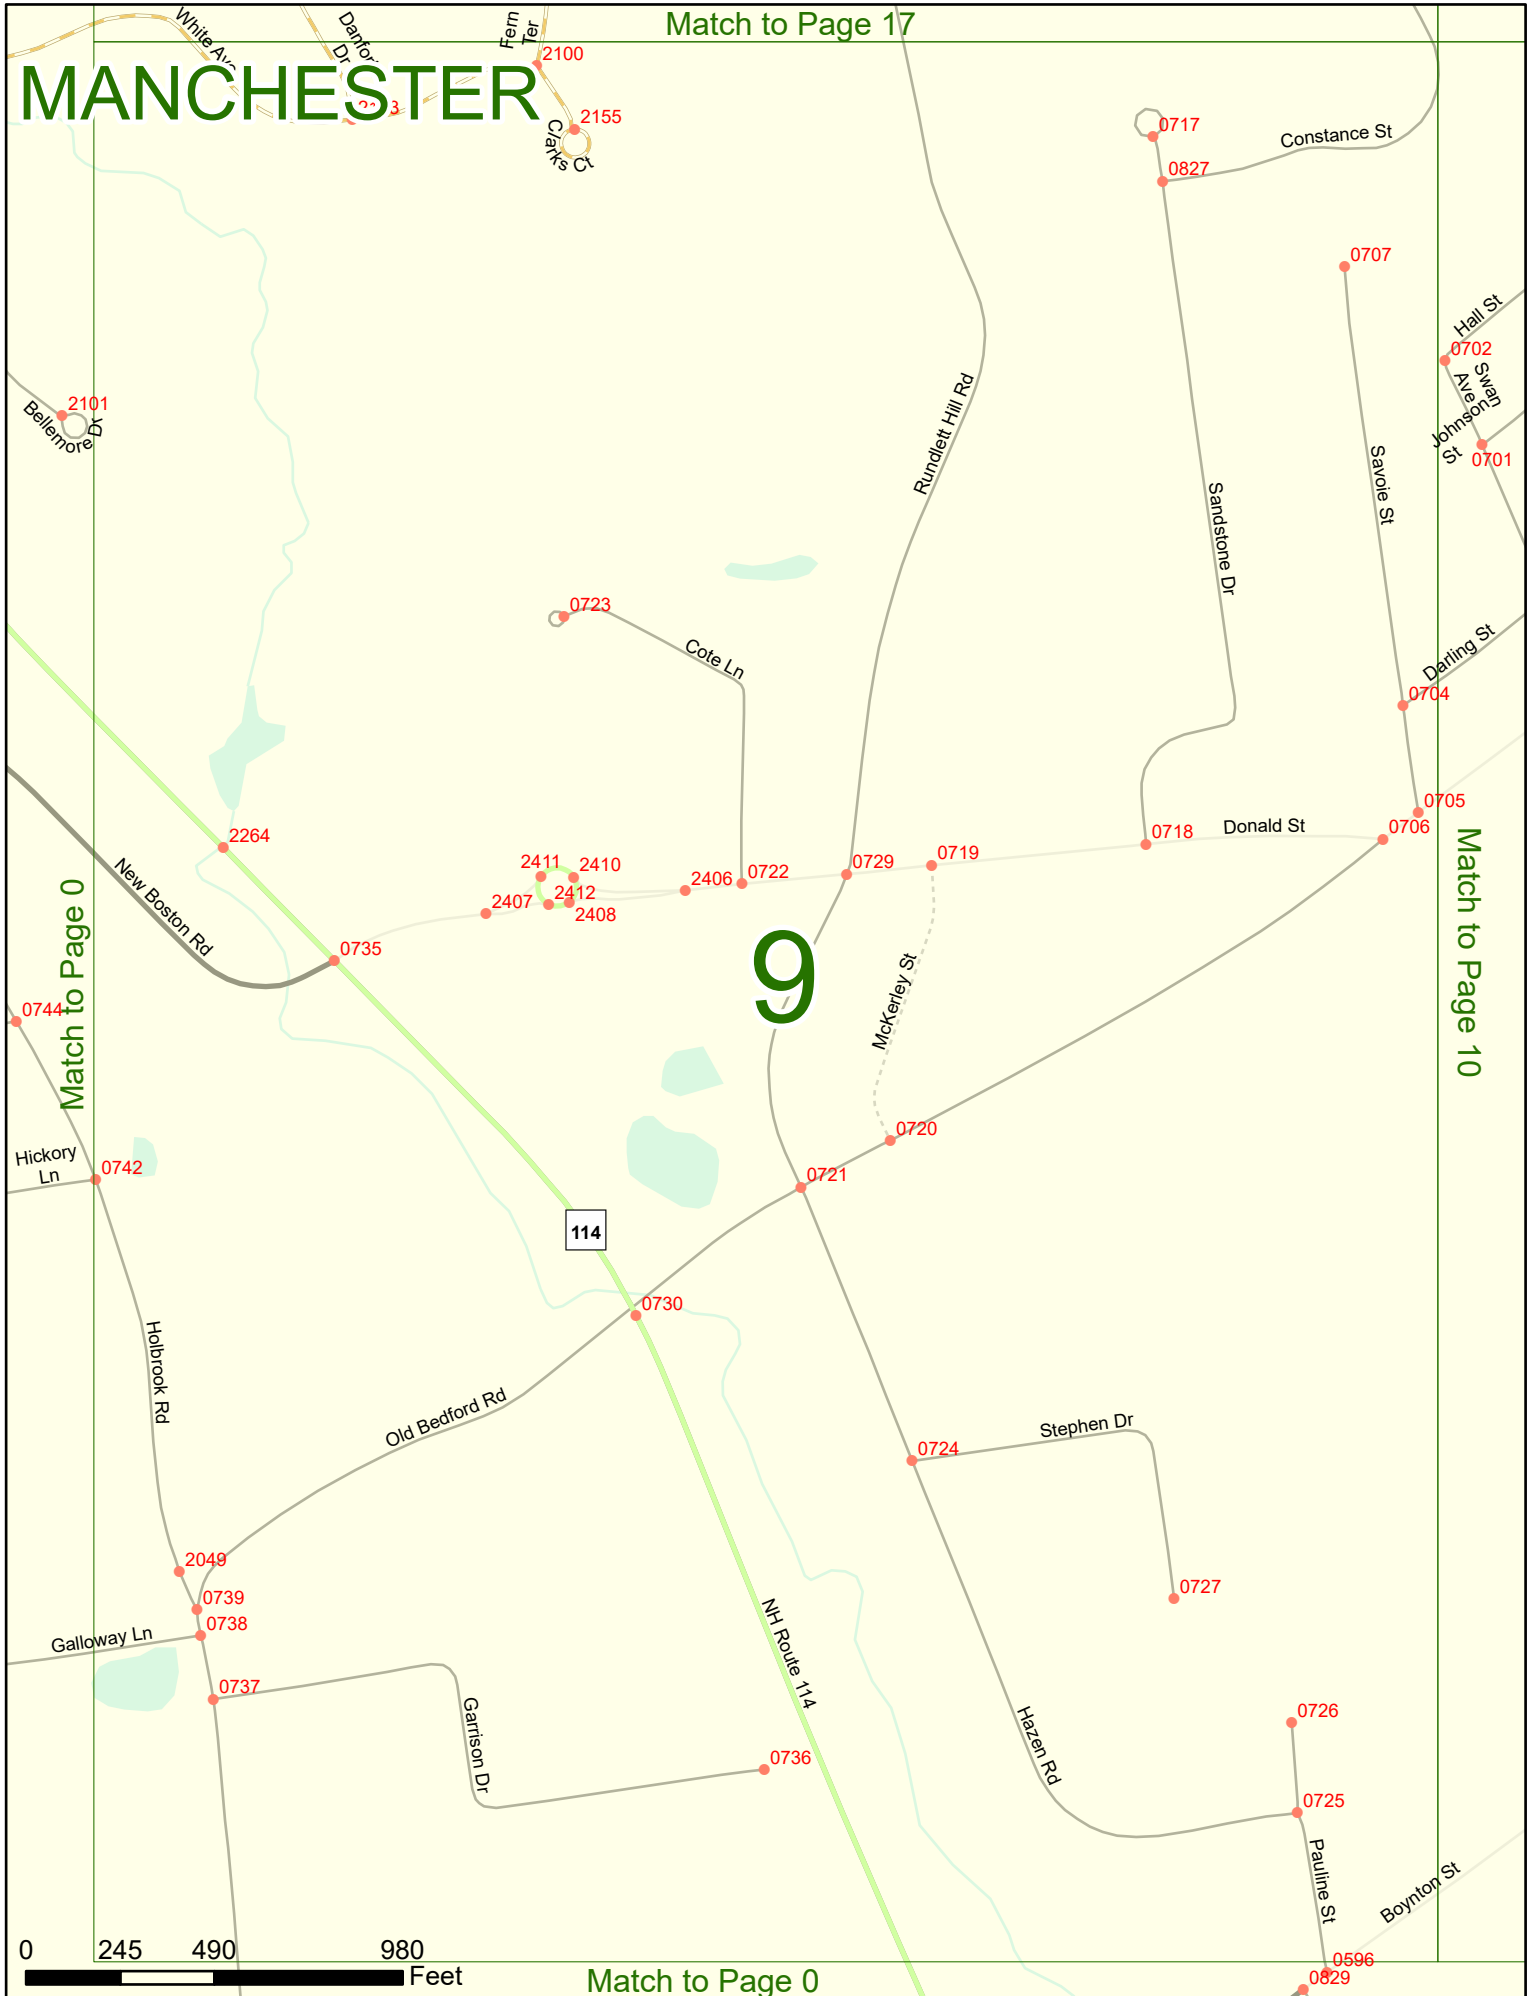 Match to Page 17
MANCHESTER
White Ave
Dr
Fern
Ter
2100
2155
Clarks Ct
0717
Constance St
0827
0707
Hall St
0702
Swan
Ave
Johnson
St
0701
2101
Bellemore
Dr
Rundlett Hill Rd
Savoie St
Sandstone Dr
0723
Cote Ln
Darling St
0704
0705
0706
Donald St
0718
2264
0719
0729
0722
2406
2411
2410
2412
2407
2408
New Boston Rd
0735
Match to Page 0
Match to Page 10
9
McKerley St
0744
0720
Hickory
Ln
0742
0721
114
0730
Holbrook Rd
Old Bedford Rd
Stephen Dr
0724
2049
0739
0738
0727
Galloway Ln
NH Route 114
0737
Garrison Dr
Hazen Rd
0726
0736
0725
Pauline St
Boynton St
0596
0829
0
245
490
980
Feet
Match to Page 0